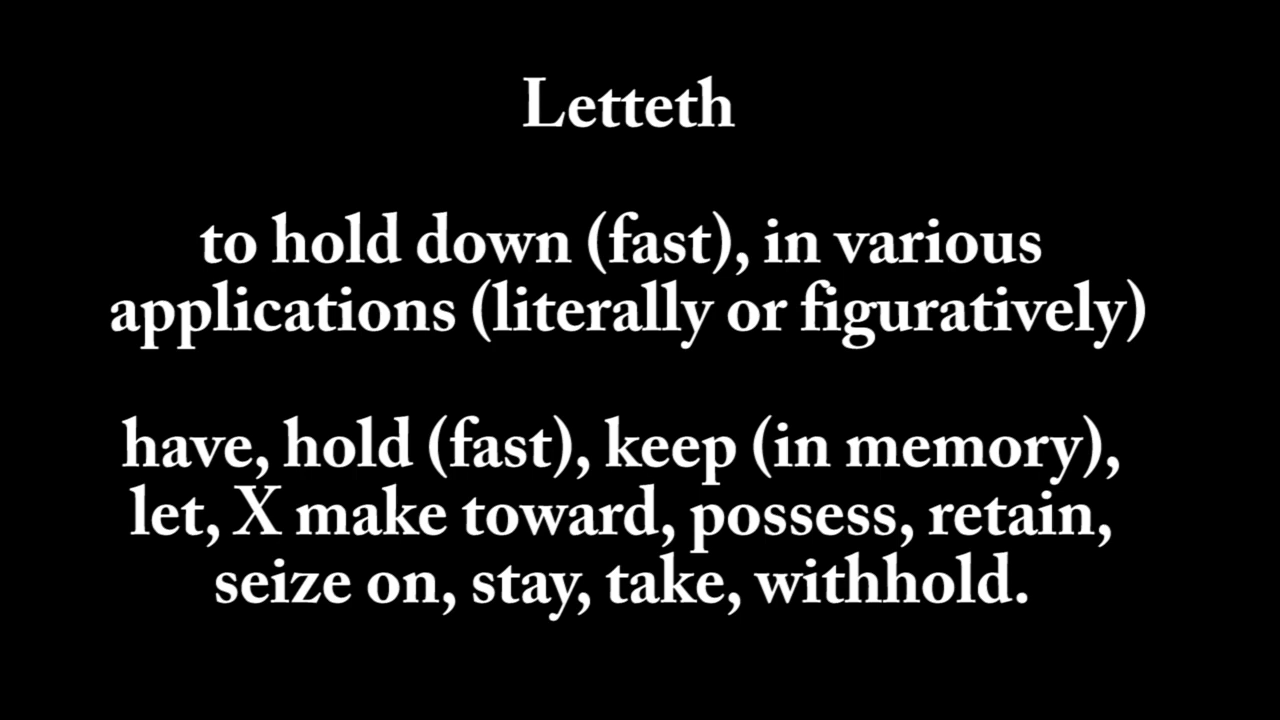 Letteth
to hold down (fast), in various
applications (literally or figuratively)
have, hold (fast), keep (in memory),
let, X make toward, possess, retain,
seize on, stay, take, withhold.